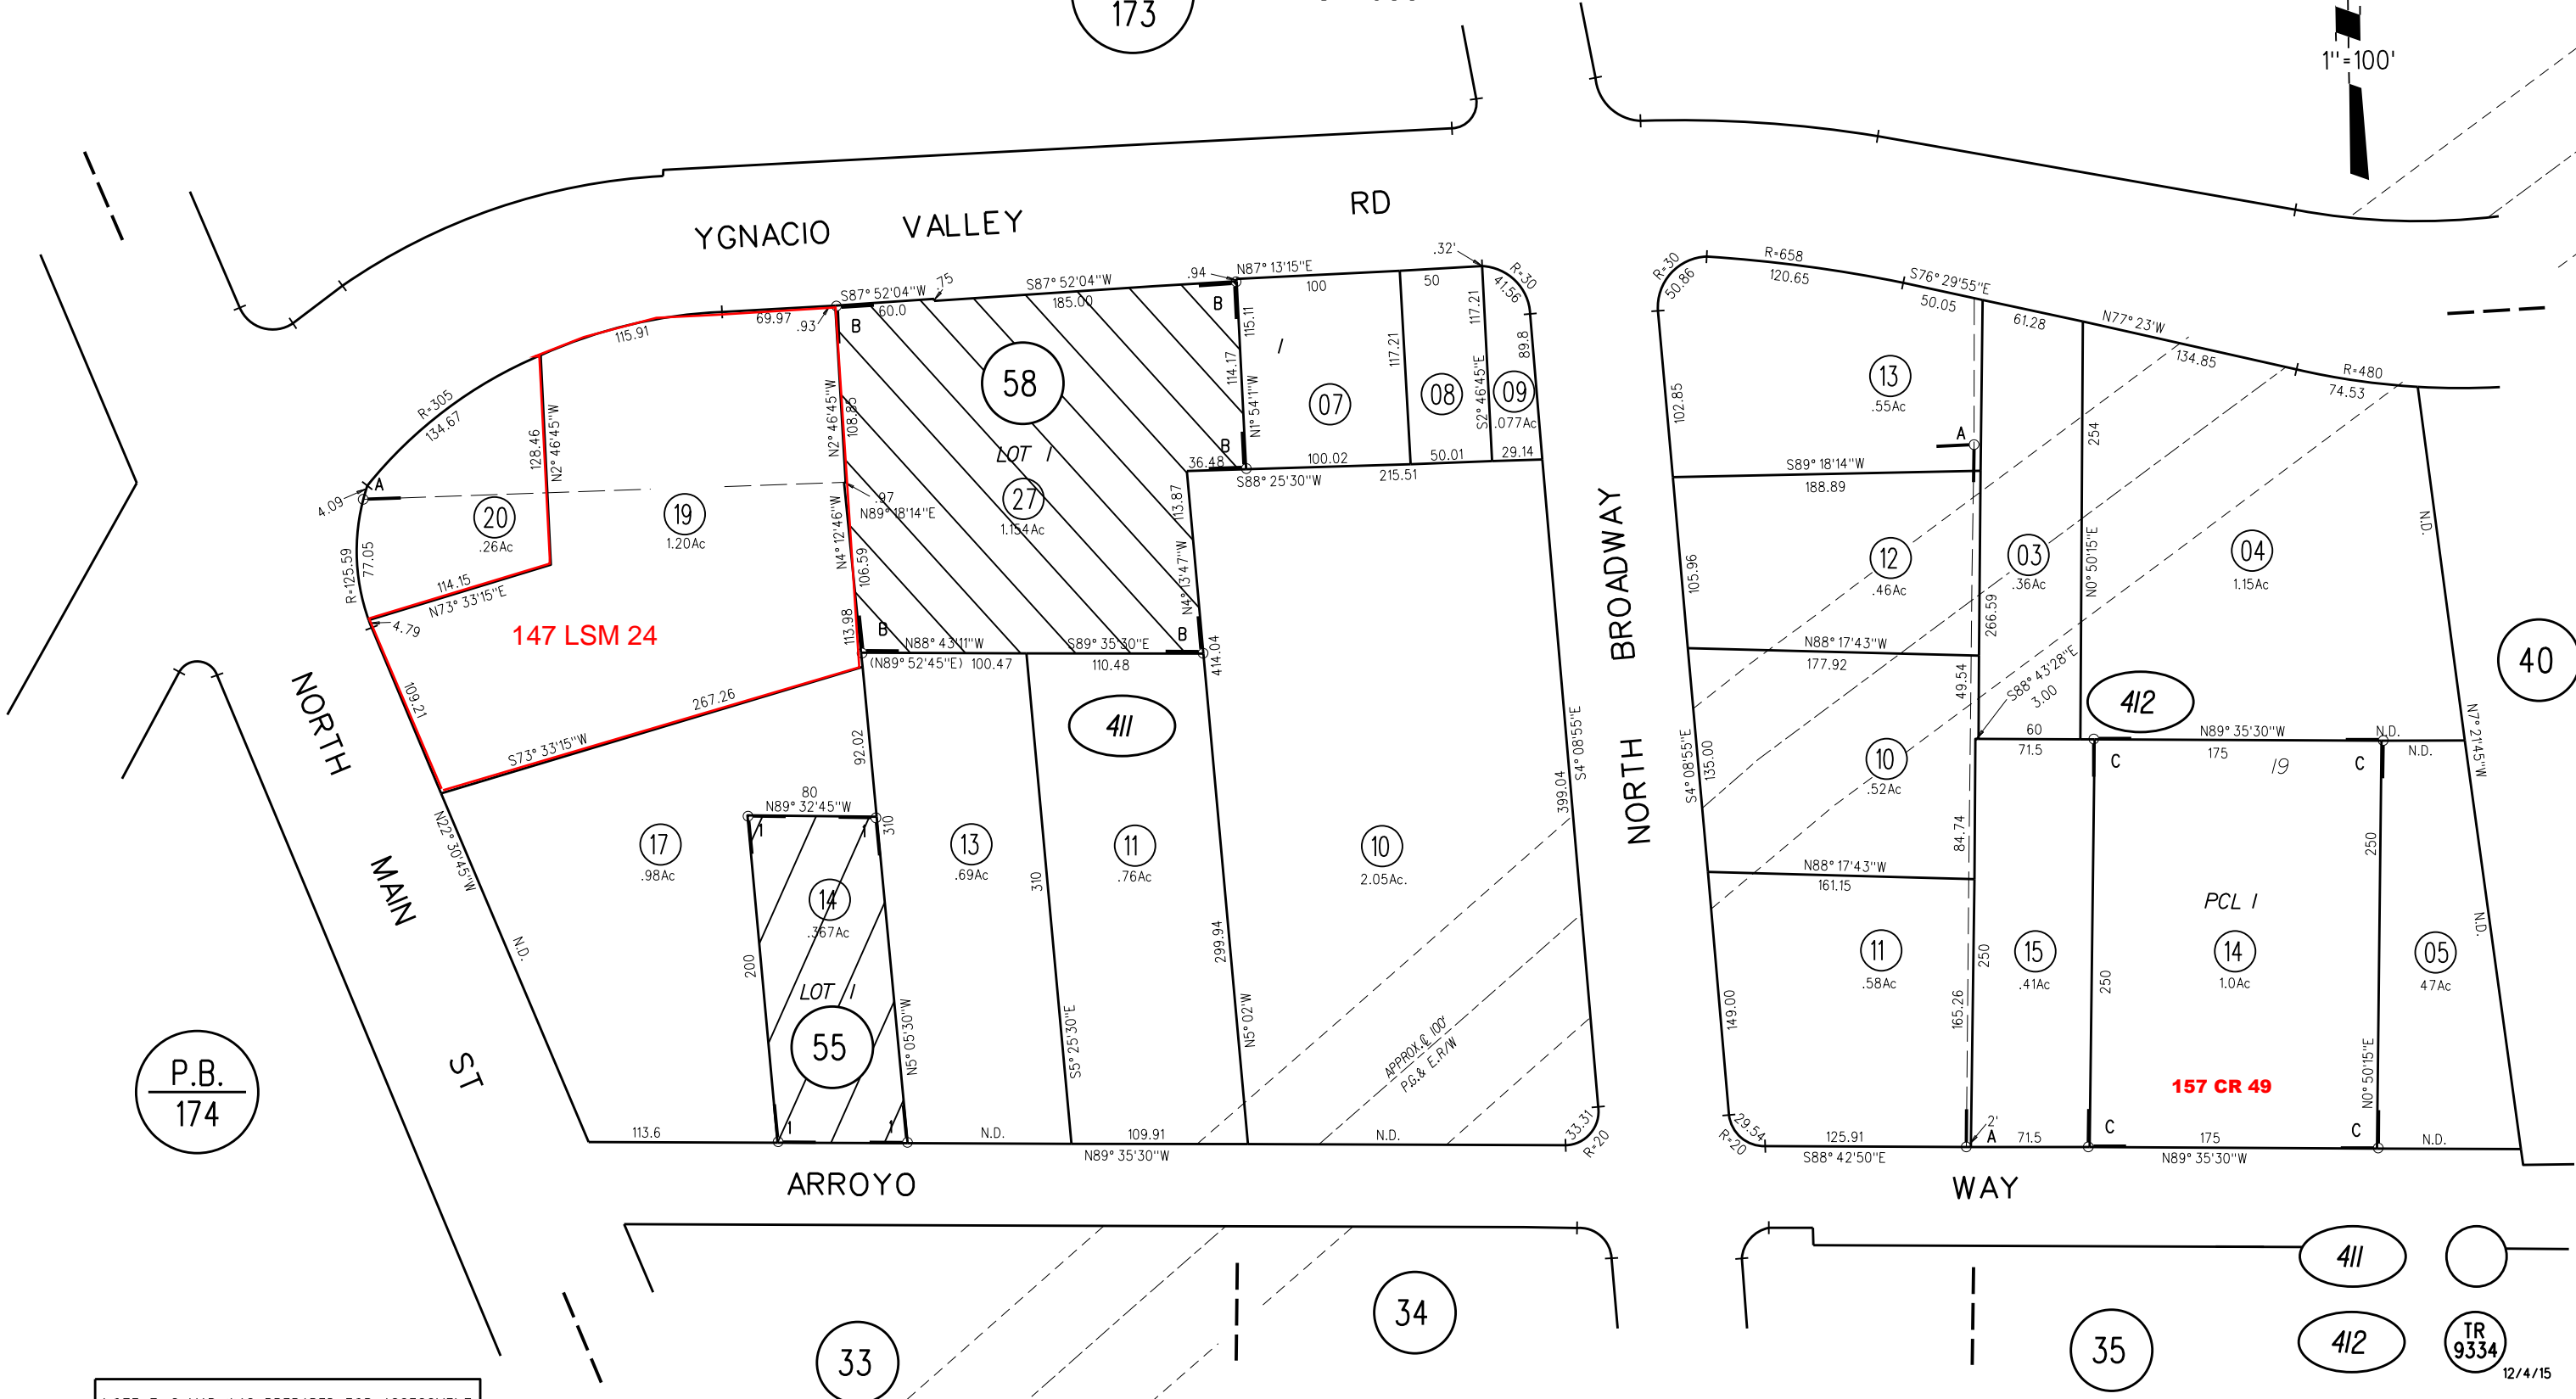 173
1"=100'
YGNACIO VALLEY RD
.32'
N87° 13'15"E
.94
100
50
R=30
41.56
S87° 52'04"W
.75
S87° 52'04"W
185.00
60.0
69.97
.93
115.91
B
B
B
B
B
58
LOT 1
27
1.154Ac
115.11
114.17
N1° 54'1"W
1
07
117.21
08
117.21
S2° 46'45"E
09
.077Ac
89.8
36.48
100.02
50.01
29.14
S88° 25'30"W
215.51
R=305
134.67
128.46
N2° 46'45"W
N2° 46'45"W
108.85
4.09
A
20
.26Ac
19
1.20Ac
.97
N89° 18'14"E
N4° 12'46"W
106.59
113.98
113.87
N4° 13'47"W
R=125.59
77.05
114.15
N73° 33'15"E
4.79
147 LSM 24
N88° 43'11"W
S89° 35'30"E
(N89° 52'45"E) 100.47
110.48
414.04
109.21
267.26
S73° 33'15"W
411
92.02
NORTH MAIN ST
N22° 30'45"W
N.D.
80
N89° 32'45"W
1
1
1
1
310
17
.98Ac
14
.367Ac
LOT 1
55
200
N5° 05'30"W
13
.69Ac
310
S5° 25'30"E
11
.76Ac
299.94
N5° 02'W
10
2.05Ac.
399.04
S4° 08'55"E
APPROX. ℄ 100'
P.G.& E.R/W
113.6
N.D.
109.91
N.D.
N89° 35'30"W
33.31
R=20
P.B.
174
NORTH BROADWAY
R=30
50.86
R=658
120.65
S76° 29'55"E
50.05
61.28
N77° 23'W
134.85
R=480
74.53
102.85
13
.55Ac
A
254
S89° 18'14"W
188.89
105.96
12
.46Ac
03
.36Ac
N0° 50'15"E
04
1.15Ac
N.D.
266.59
N88° 17'43"W
177.92
49.54
S88° 43'28"E
3.00
412
40
60
71.5
N89° 35'30"W
175
N.D.
N.D.
N7° 21'45"W
S4° 08'55"E
135.00
10
.52Ac
84.74
C
C
C
C
19
250
N88° 17'43"W
161.15
PCL 1
N.D.
11
.58Ac
250
15
.41Ac
250
14
1.0Ac
05
47Ac
149.00
165.26
157 CR 49
N0° 50'15"E
29.54
R=20
2'
A
125.91
71.5
175
N.D.
S88° 42'50"E
N89° 35'30"W
ARROYO WAY
33
34
35
411
412
TR
9334
12/4/15